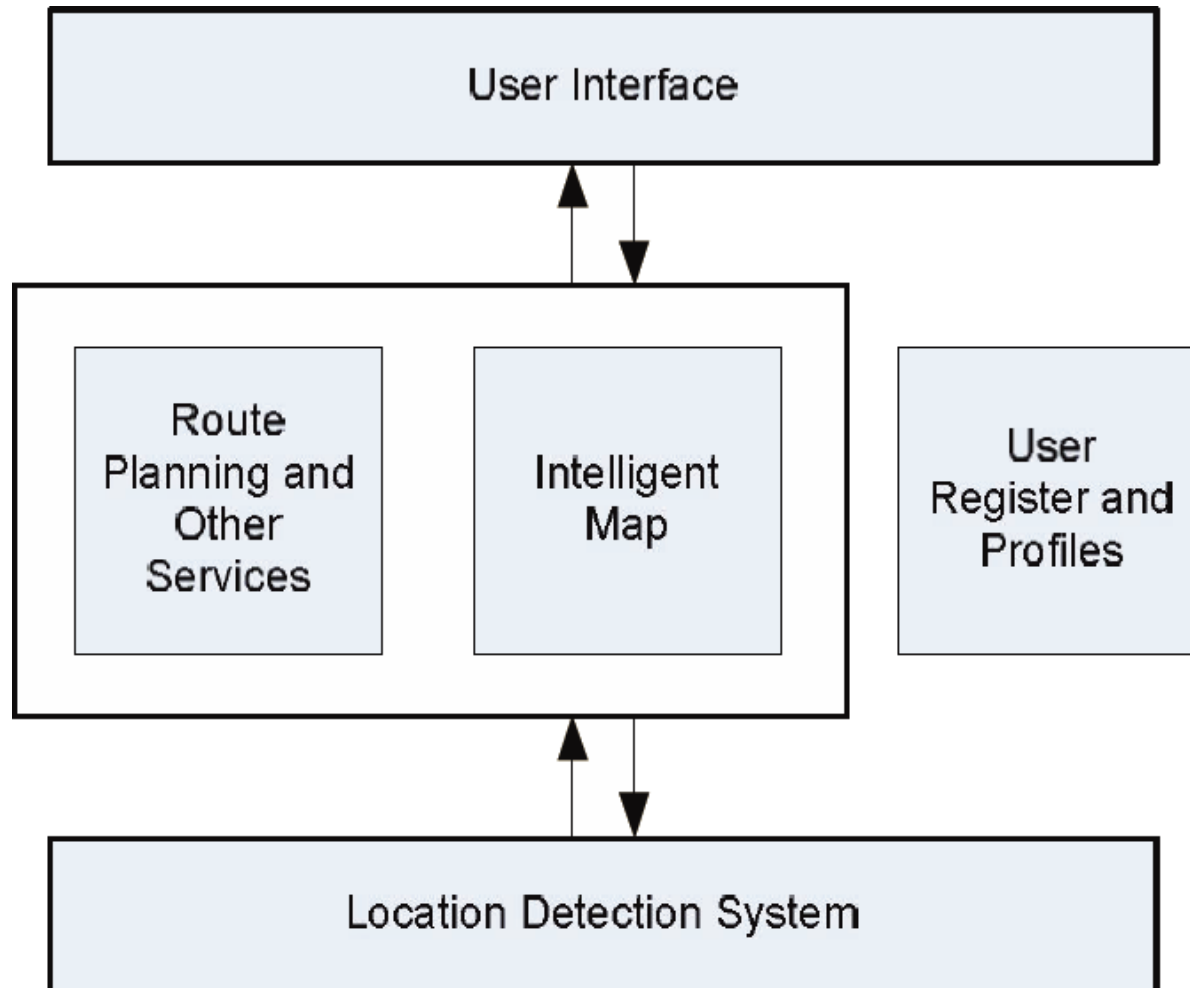 User Interface
Route
Planning and
Other
Services
Intelligent
Map
User
Register and
Profiles
Location Detection System